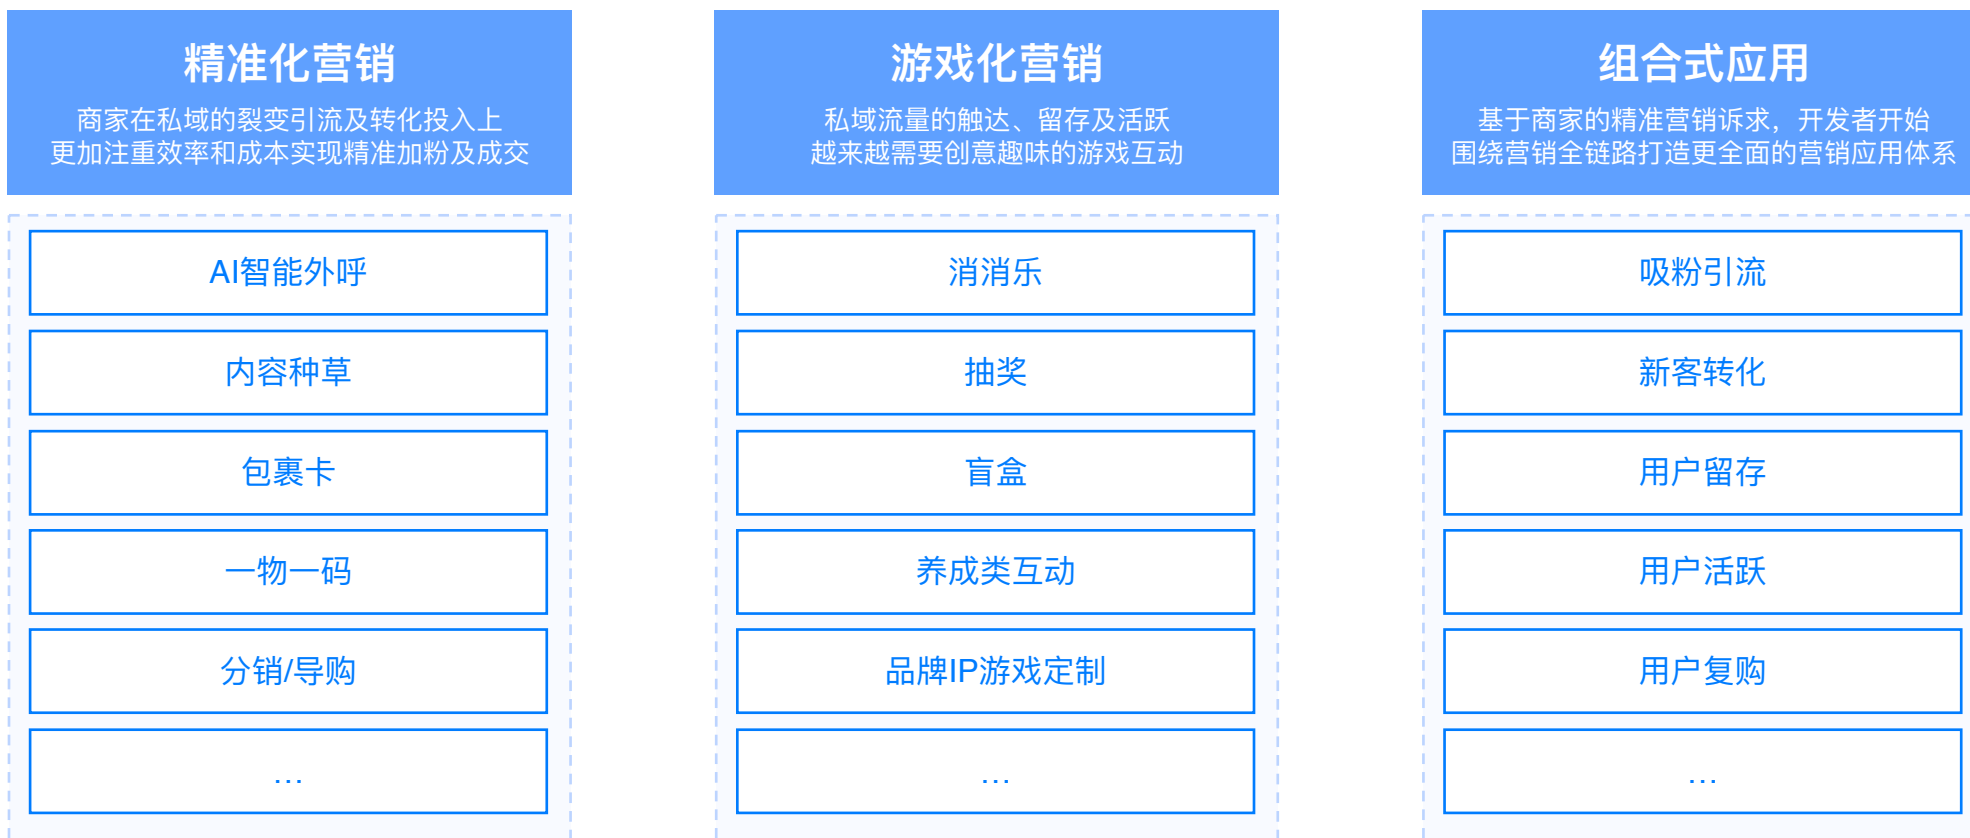 精准化营销
商家在私域的裂变引流及转化投入上
更加注重效率和成本实现精准加粉及成交
AI智能外呼
内容种草
包裹卡
一物一码
分销/导购
...
游戏化营销
私域流量的触达、留存及活跃
越来越需要创意趣味的游戏互动
消消乐
抽奖
盲盒
养成类互动
品牌IP游戏定制
...
组合式应用
基于商家的精准营销诉求，开发者开始
围绕营销全链路打造更全面的营销应用体系
吸粉引流
新客转化
用户留存
用户活跃
用户复购
...